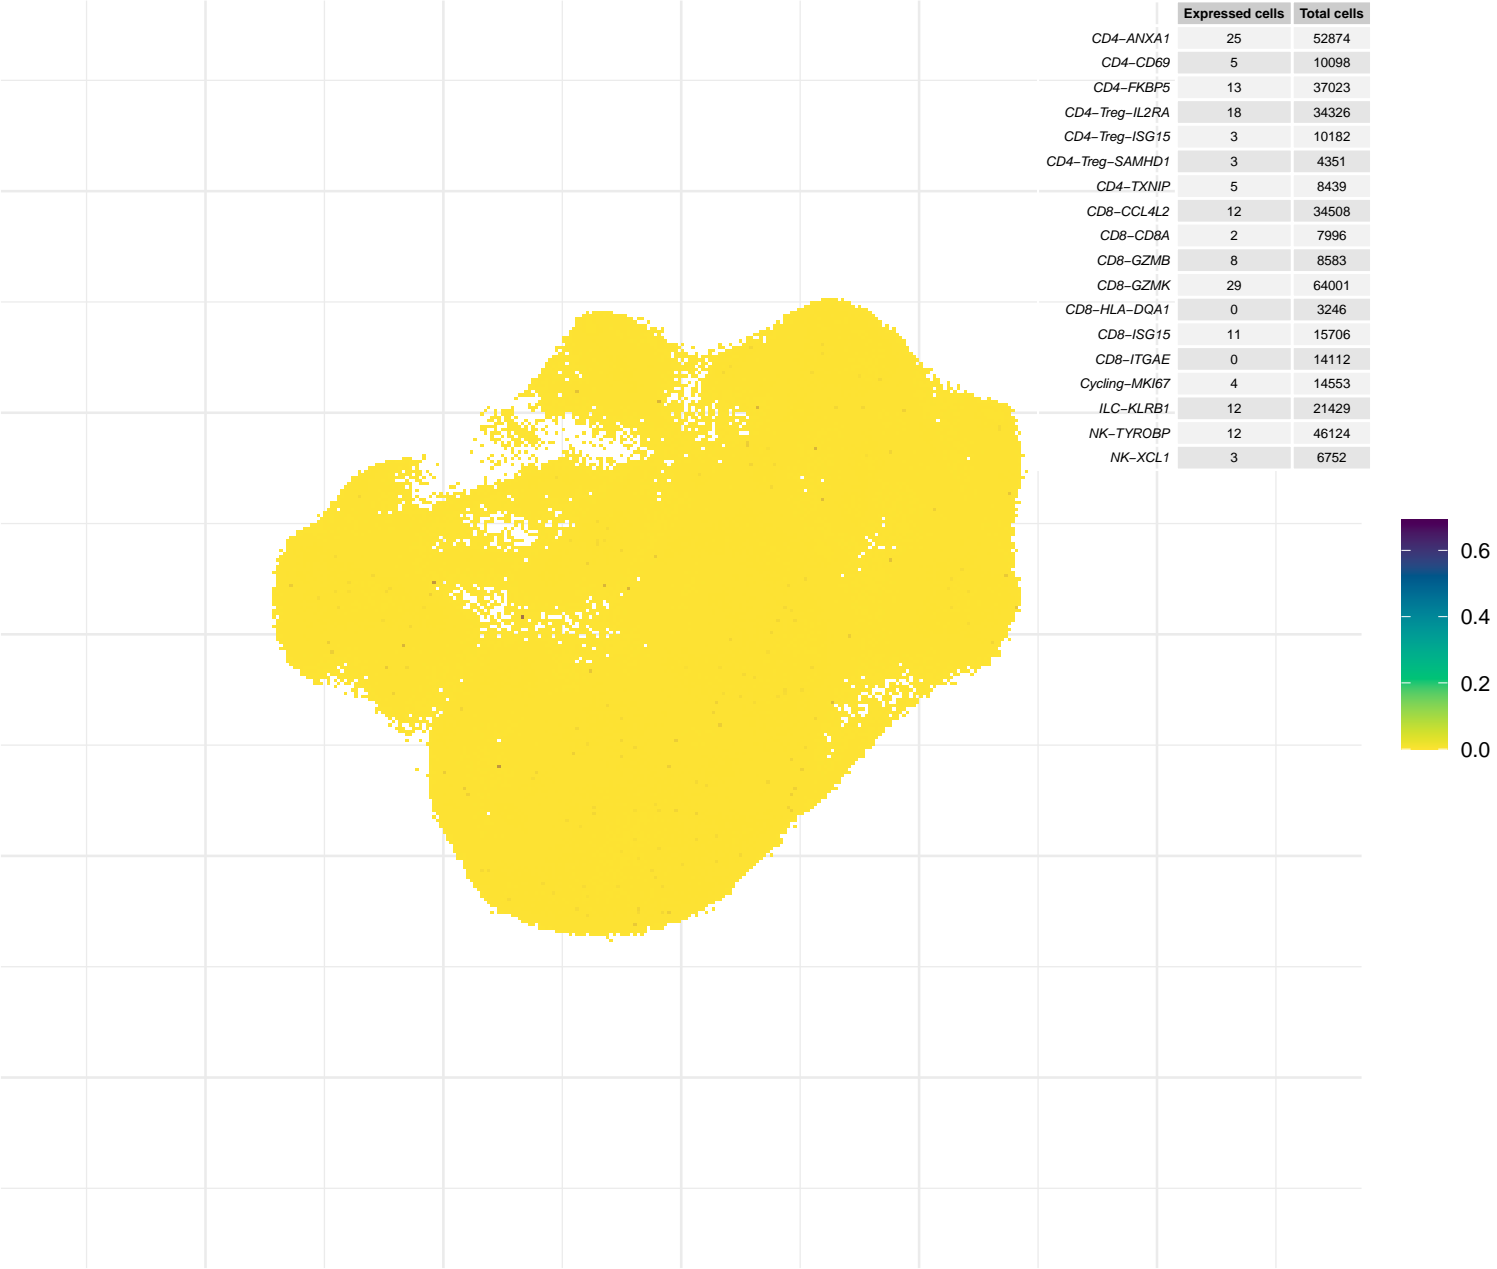 Expressed cells Total cells
CD4−ANXA1 25 52874
CD4−CD69 5 10098
CD4−FKBP5 13 37023
CD4−Treg−IL2RA 18 34326
CD4−Treg−ISG15 3 10182
CD4−Treg−SAMHD1 3 4351
CD4−TXNIP 5 8439
CD8−CCL4L2 12 34508
CD8−CD8A 2 7996
CD8−GZMB 8 8583
CD8−GZMK 29 64001
CD8−HLA−DQA1 0 3246
CD8−ISG15 11 15706
CD8−ITGAE 0 14112
Cycling−MKI67 4 14553
ILC−KLRB1 12 21429
NK−TYROBP 12 46124
NK−XCL1 3 6752
0.6
0.4
0.2
0.0